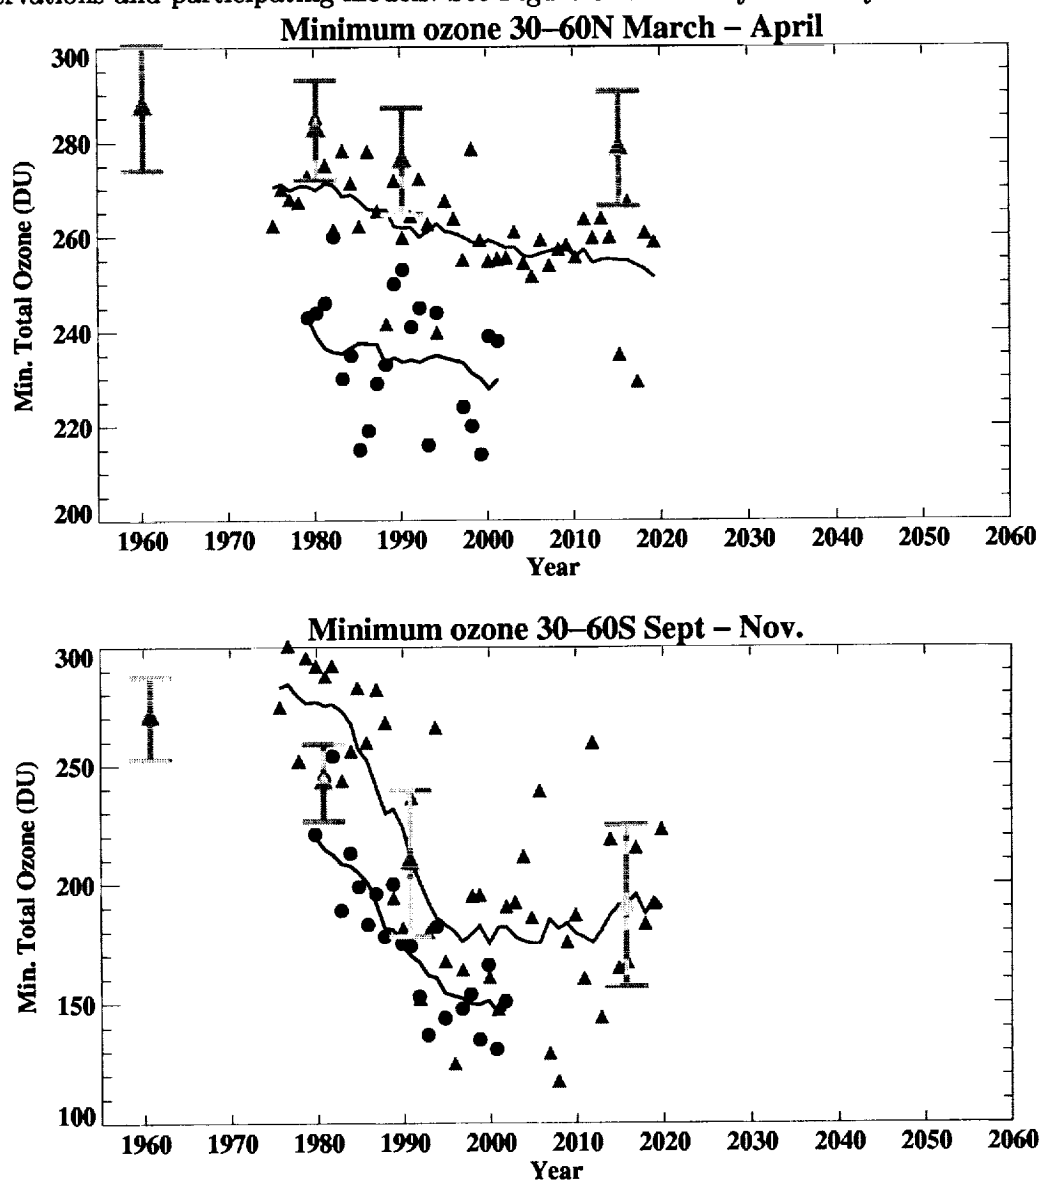 Minimum ozone 30–60N March – April
300
280
260
240
220
200
Min. Total Ozone (DU)
1960 1970 1980 1990 2000 2010 2020 2030 2040 2050 2060
Year
Minimum ozone 30–60S Sept – Nov.
300
250
200
150
100
Min. Total Ozone (DU)
1960 1970 1980 1990 2000 2010 2020 2030 2040 2050 2060
Year